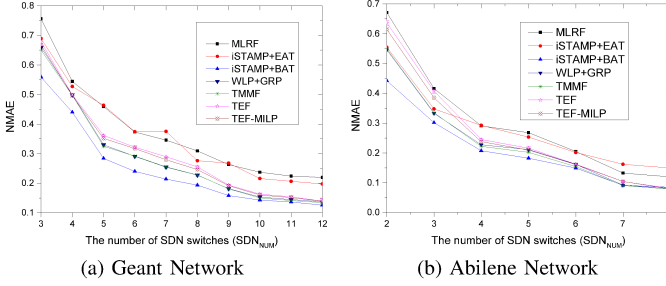 0.8
0.7
0.6
0.5
0.4
0.3
0.2
0.1
NMAE
MLRF
iSTAMP+EAT
iSTAMP+BAT
WLP+GRP
TMMF
TEF
TEF-MILP
3 4 5 6 7 8 9 10 11 12
The number of SDN switches (SDN_NUM)
(a) Geant Network
0.7
0.6
0.5
0.4
0.3
0.2
0.1
0.0
NMAE
MLRF
iSTAMP+EAT
iSTAMP+BAT
WLP+GRP
TMMF
TEF
TEF-MILP
2 3 4 5 6 7
The number of SDN switches (SDN_NUM)
(b) Abilene Network